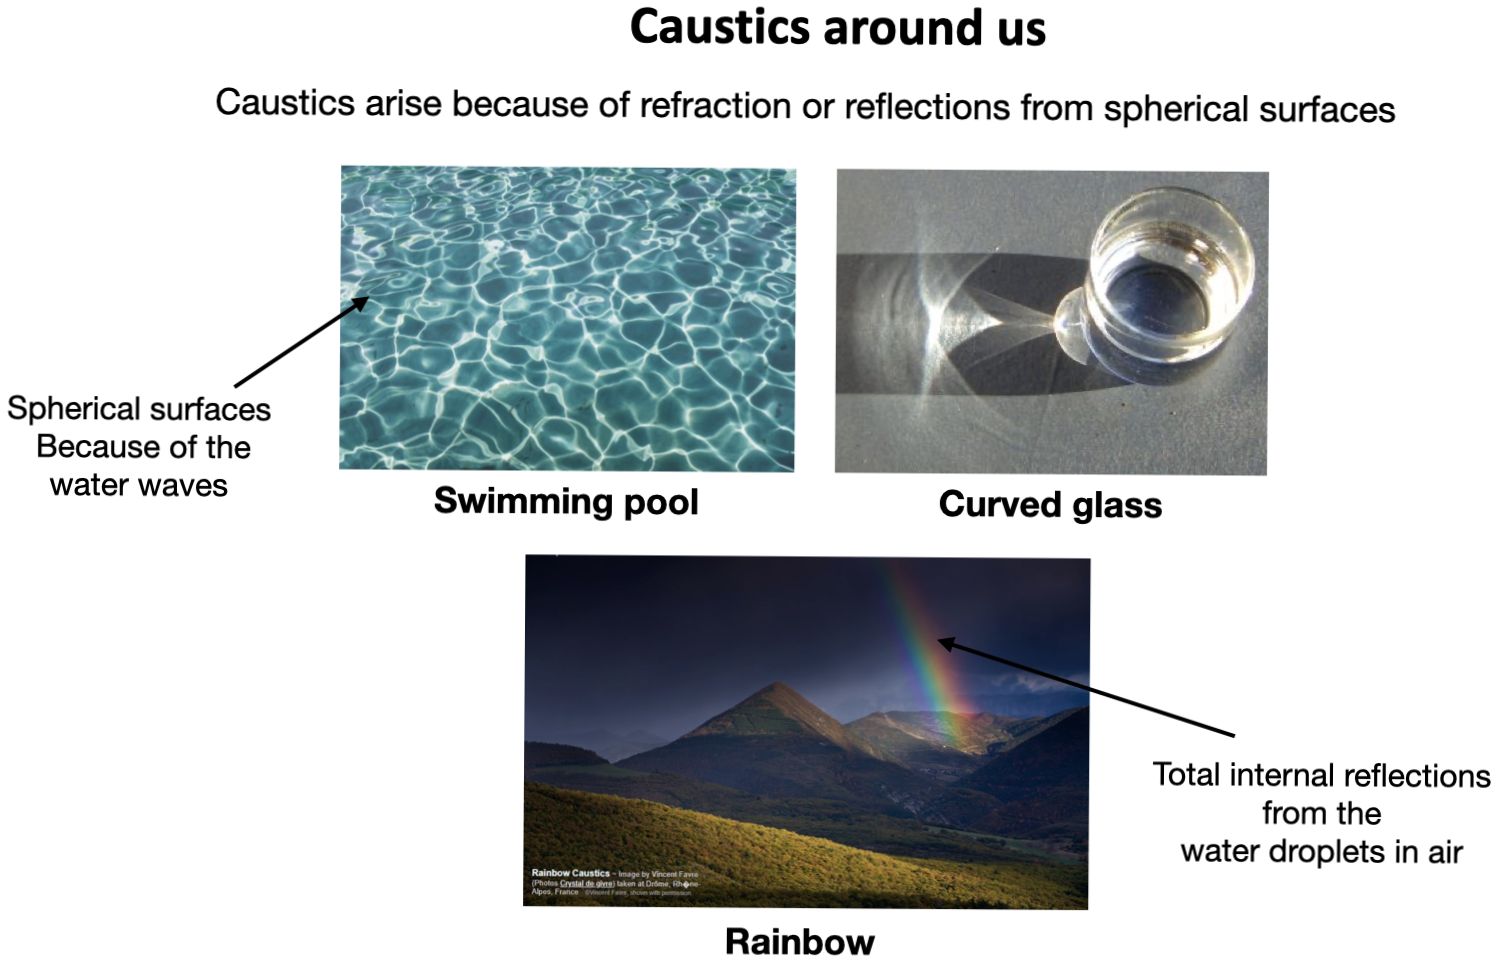 Caustics around us
Caustics arise because of refraction or reflections from spherical surfaces
Spherical surfaces
Because of the
water waves
Swimming pool
Curved glass
Total internal reflections
from the
water droplets in air
Rainbow Caustics ~ Image by Vincent Favre
(Photos Crystal de givre) taken at Drôme, Rh�ne-
Alpes, France ©Vincent Favre, shown with permission
Rainbow